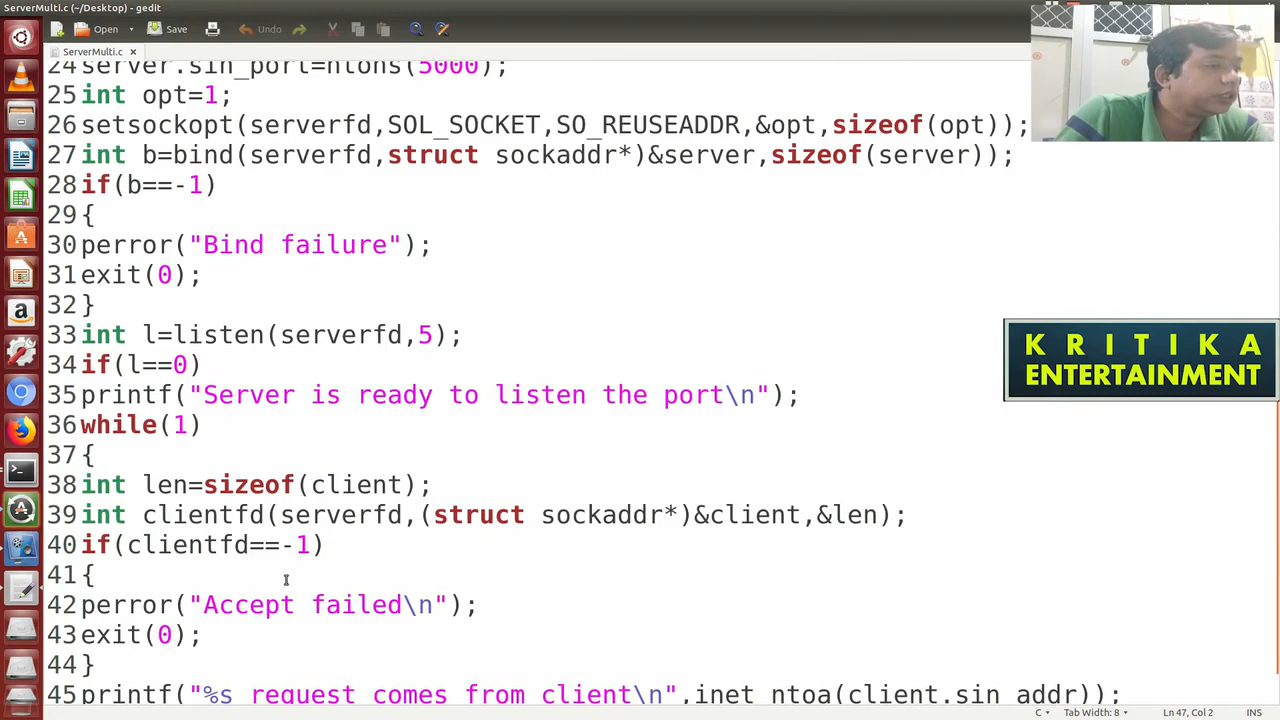 ServerMulti.c (~/Desktop) - gedit
Open Save Undo
ServerMulti.c
24 server.sin_port=htons(5000);
25 int opt=1;
26 setsockopt(serverfd,SOL_SOCKET,SO_REUSEADDR,&opt,sizeof(opt));
27 int b=bind(serverfd,struct sockaddr*)&server,sizeof(server));
28 if(b==-1)
29 {
30 perror("Bind failure");
31 exit(0);
32 }
33 int l=listen(serverfd,5);
34 if(l==0)
35 printf("Server is ready to listen the port\n");
36 while(1)
37 {
38 int len=sizeof(client);
39 int clientfd(serverfd,(struct sockaddr*)&client,&len);
40 if(clientfd==-1)
41 {
42 perror("Accept failed\n");
43 exit(0);
44 }
45 printf("%s request comes from client\n",inet_ntoa(client.sin_addr));
KRITIKA
ENTERTAINMENT
C Tab Width: 8 Ln 47, Col 2 INS